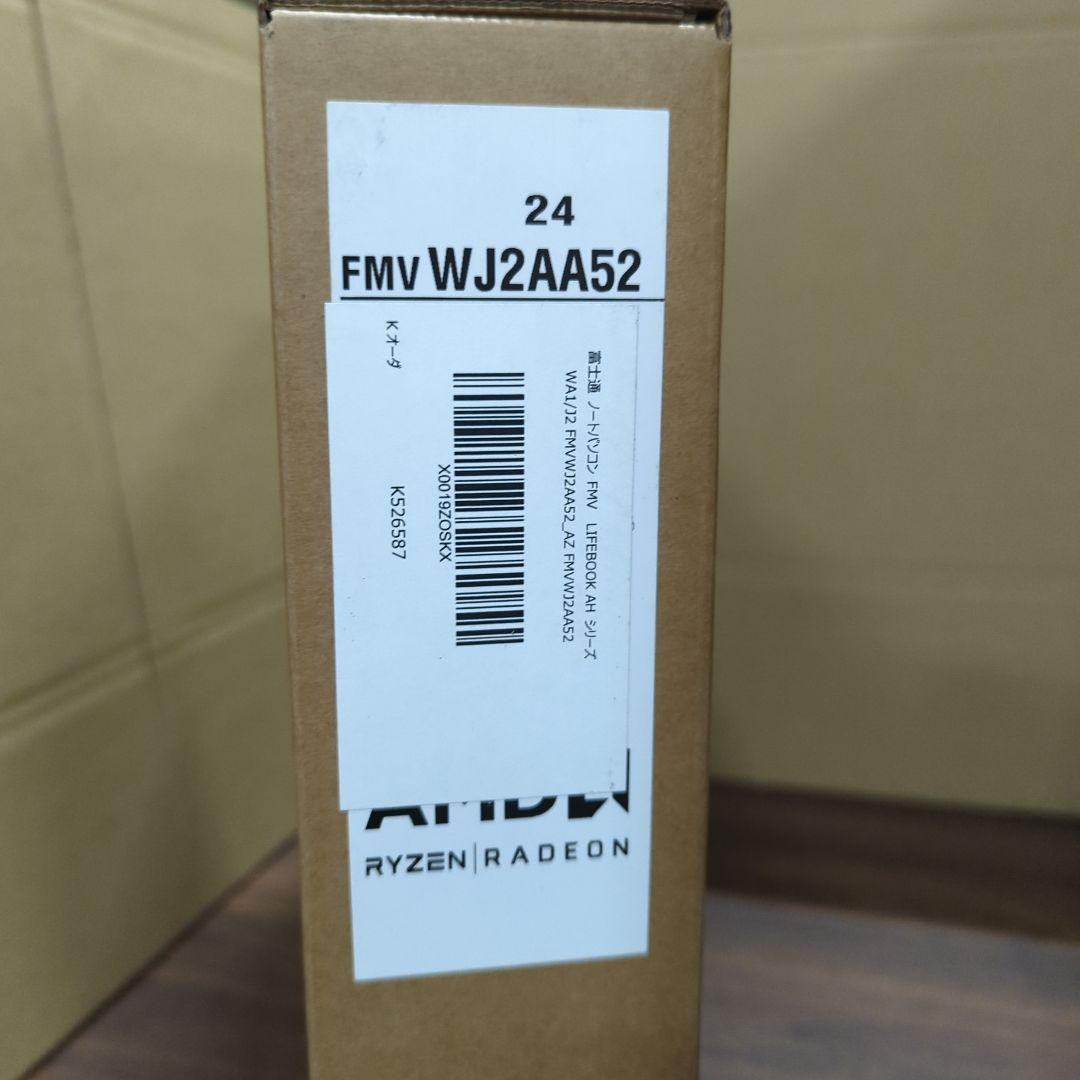 24
FMV WJ2AA52
富士通 ノートパソコン FMV LIFEBOOK AH シリーズ
WA1/J2 FMVWJ2AA52_AZ FMVWJ2AA52
X0019ZOSKX
Kオーダ K526587
AMD
RYZEN | RADEON